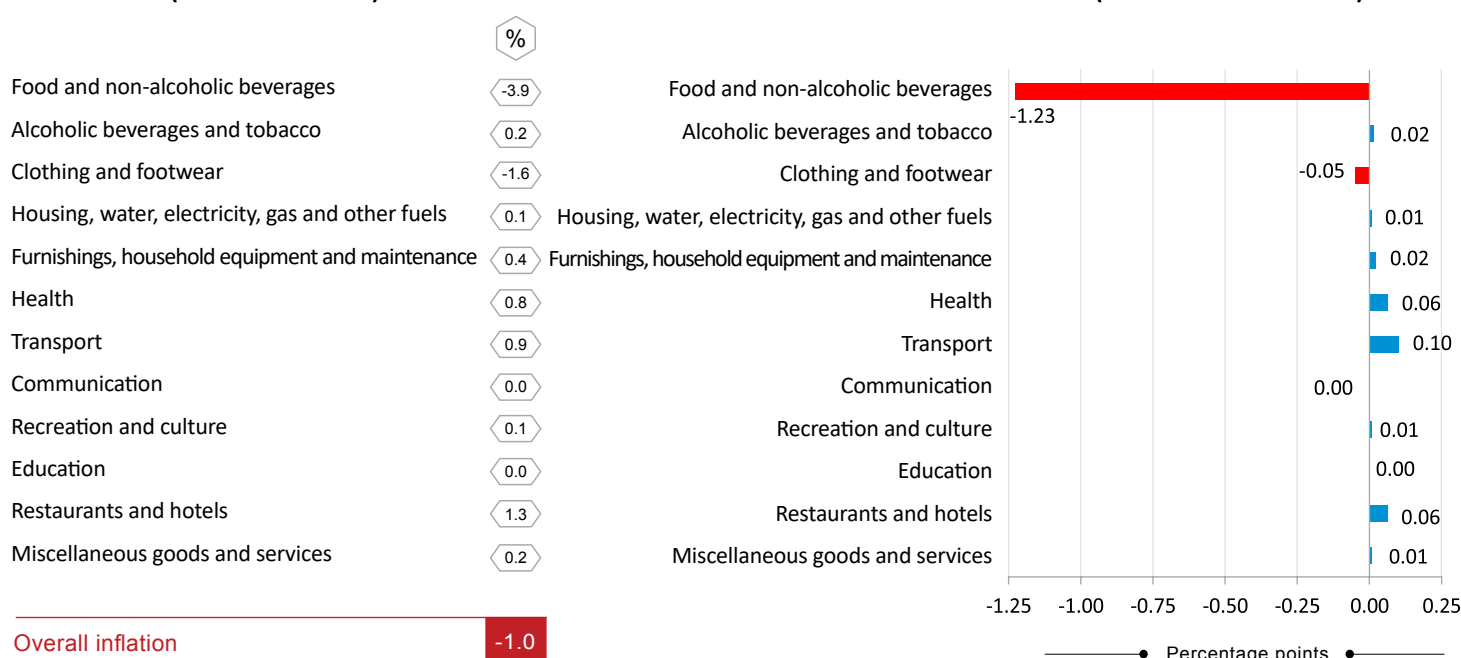 %
Food and non-alcoholic beverages -3.9
Alcoholic beverages and tobacco 0.2
Clothing and footwear -1.6
Housing, water, electricity, gas and other fuels 0.1
Furnishings, household equipment and maintenance 0.4
Health 0.8
Transport 0.9
Communication 0.0
Recreation and culture 0.1
Education 0.0
Restaurants and hotels 1.3
Miscellaneous goods and services 0.2
Overall inflation -1.0
Food and non-alcoholic beverages -1.23
Alcoholic beverages and tobacco 0.02
Clothing and footwear -0.05
Housing, water, electricity, gas and other fuels 0.01
Furnishings, household equipment and maintenance 0.02
Health 0.06
Transport 0.10
Communication 0.00
Recreation and culture 0.01
Education 0.00
Restaurants and hotels 0.06
Miscellaneous goods and services 0.01
-1.25 -1.00 -0.75 -0.50 -0.25 0.00 0.25
Percentage points